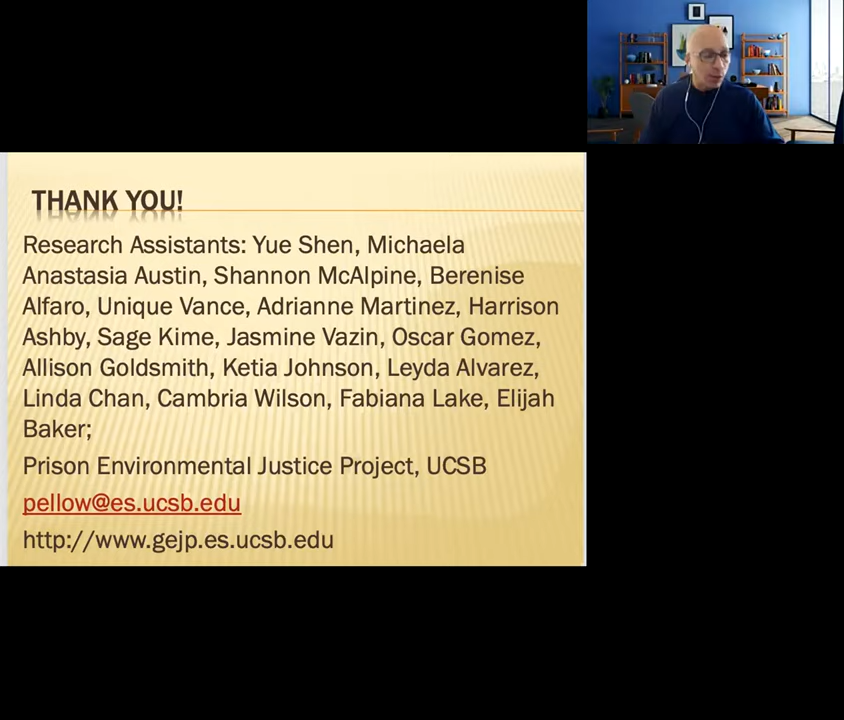 THANK YOU!
Research Assistants: Yue Shen, Michaela
Anastasia Austin, Shannon McAlpine, Berenise
Alfaro, Unique Vance, Adrianne Martinez, Harrison
Ashby, Sage Kime, Jasmine Vazin, Oscar Gomez,
Allison Goldsmith, Ketia Johnson, Leyda Alvarez,
Linda Chan, Cambria Wilson, Fabiana Lake, Elijah
Baker;
Prison Environmental Justice Project, UCSB
pellow@es.ucsb.edu
http://www.gejp.es.ucsb.edu